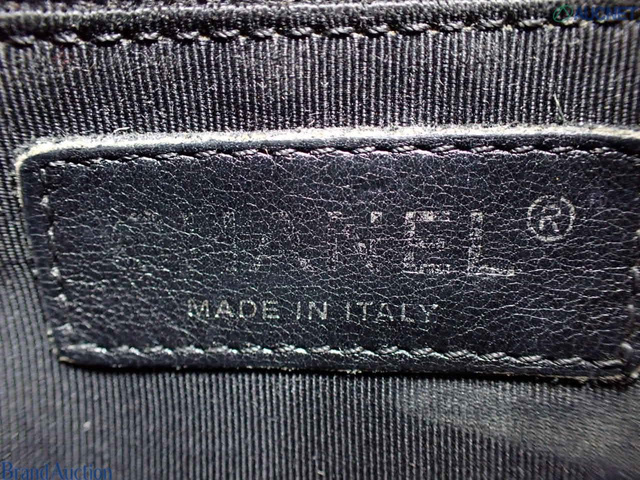 CHANEL®
MADE IN ITALY
Brand Auction